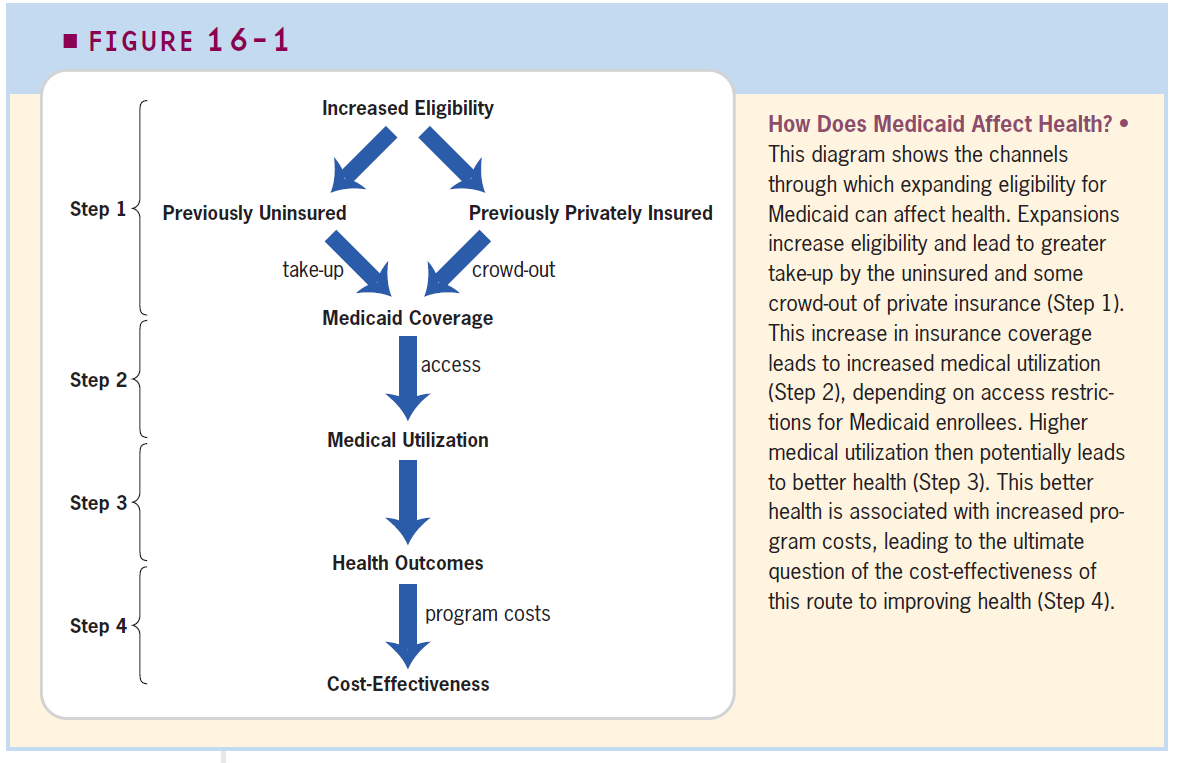 ■ FIGURE 16-1
Increased Eligibility
Step 1
Previously Uninsured
Previously Privately Insured
take-up
crowd-out
Medicaid Coverage
access
Step 2
Medical Utilization
Step 3
Health Outcomes
program costs
Step 4
Cost-Effectiveness
How Does Medicaid Affect Health? •
This diagram shows the channels
through which expanding eligibility for
Medicaid can affect health. Expansions
increase eligibility and lead to greater
take-up by the uninsured and some
crowd-out of private insurance (Step 1).
This increase in insurance coverage
leads to increased medical utilization
(Step 2), depending on access restric-
tions for Medicaid enrollees. Higher
medical utilization then potentially leads
to better health (Step 3). This better
health is associated with increased pro-
gram costs, leading to the ultimate
question of the cost-effectiveness of
this route to improving health (Step 4).